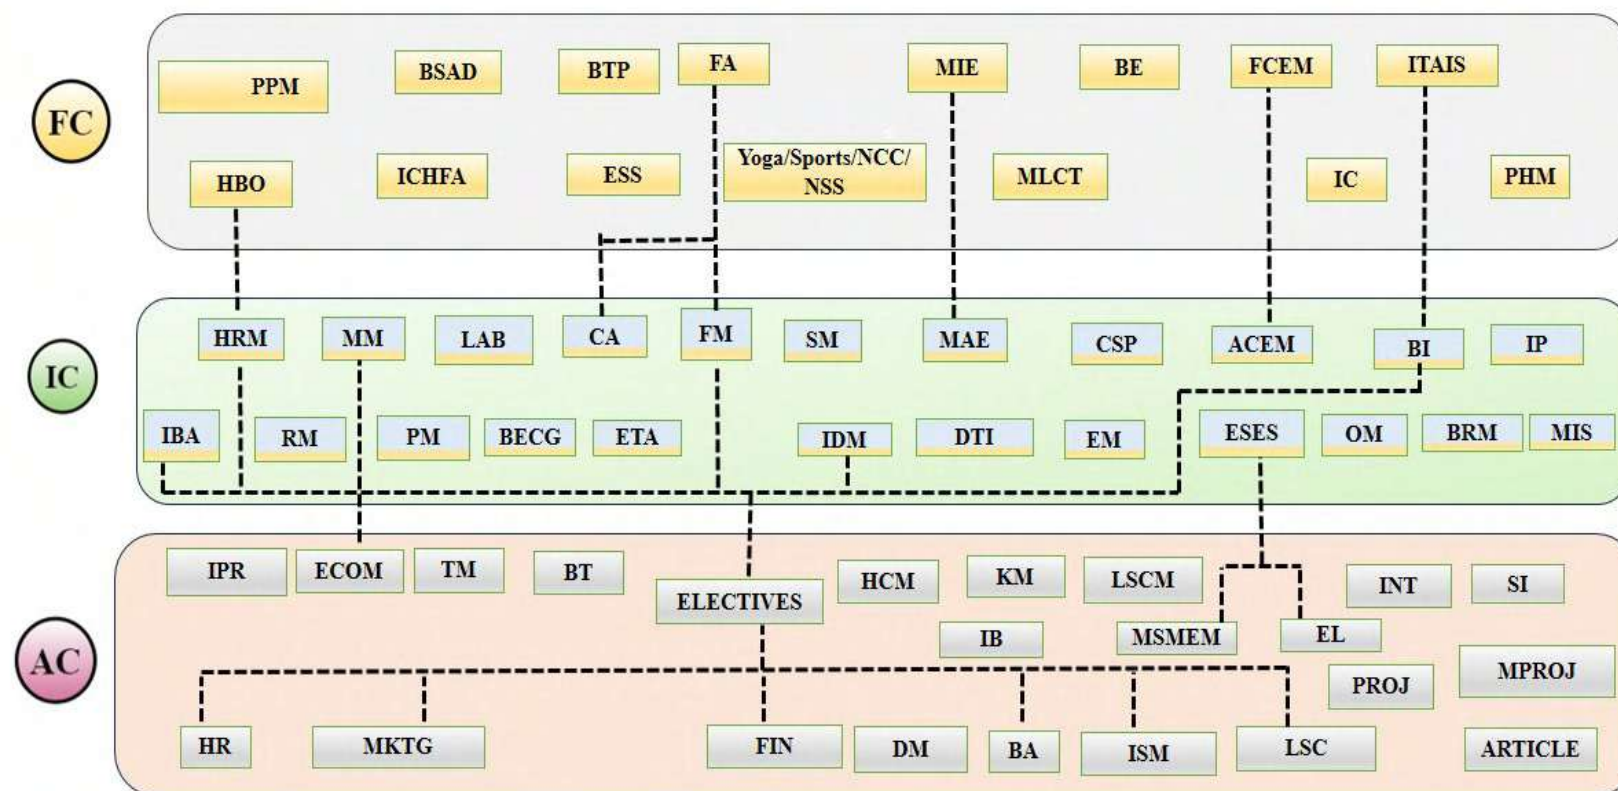 FC
PPM
BSAD
BTP
FA
MIE
BE
FCEM
ITAIS
HBO
ICHFA
ESS
Yoga/Sports/NCC/
NSS
MLCT
IC
PHM
IC
HRM
MM
LAB
CA
FM
SM
MAE
CSP
ACEM
BI
IP
IBA
RM
PM
BECG
ETA
IDM
DTI
EM
ESES
OM
BRM
MIS
AC
IPR
ECOM
TM
BT
ELECTIVES
HCM
KM
LSCM
INT
SI
IB
MSMEM
EL
PROJ
MPROJ
HR
MKTG
FIN
DM
BA
ISM
LSC
ARTICLE